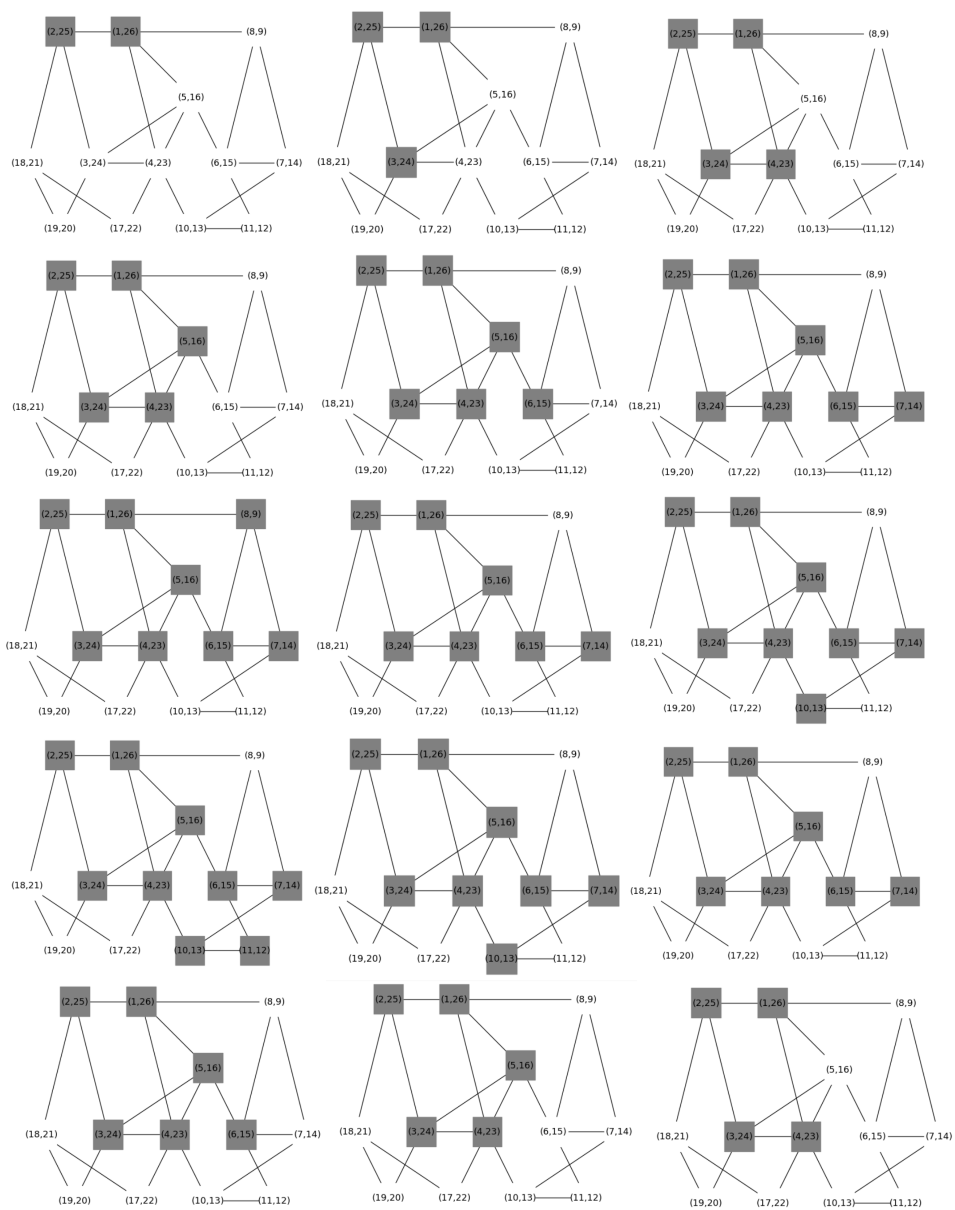 (2,25) (1,26) (8,9)
(5,16)
(18,21) (3,24) (4,23) (6,15) (7,14)
(19,20) (17,22) (10,13) (11,12)
(2,25) (1,26) (8,9)
(5,16)
(18,21) (3,24) (4,23) (6,15) (7,14)
(19,20) (17,22) (10,13) (11,12)
(2,25) (1,26) (8,9)
(5,16)
(18,21) (3,24) (4,23) (6,15) (7,14)
(19,20) (17,22) (10,13) (11,12)
(2,25) (1,26) (8,9)
(5,16)
(18,21) (3,24) (4,23) (6,15) (7,14)
(19,20) (17,22) (10,13) (11,12)
(2,25) (1,26) (8,9)
(5,16)
(18,21) (3,24) (4,23) (6,15) (7,14)
(19,20) (17,22) (10,13) (11,12)
(2,25) (1,26) (8,9)
(5,16)
(18,21) (3,24) (4,23) (6,15) (7,14)
(19,20) (17,22) (10,13) (11,12)
(2,25) (1,26) (8,9)
(5,16)
(18,21) (3,24) (4,23) (6,15) (7,14)
(19,20) (17,22) (10,13) (11,12)
(2,25) (1,26) (8,9)
(5,16)
(18,21) (3,24) (4,23) (6,15) (7,14)
(19,20) (17,22) (10,13) (11,12)
(2,25) (1,26) (8,9)
(5,16)
(18,21) (3,24) (4,23) (6,15) (7,14)
(19,20) (17,22) (10,13) (11,12)
(2,25) (1,26) (8,9)
(5,16)
(18,21) (3,24) (4,23) (6,15) (7,14)
(19,20) (17,22) (10,13) (11,12)
(2,25) (1,26) (8,9)
(5,16)
(18,21) (3,24) (4,23) (6,15) (7,14)
(19,20) (17,22) (10,13) (11,12)
(2,25) (1,26) (8,9)
(5,16)
(18,21) (3,24) (4,23) (6,15) (7,14)
(19,20) (17,22) (10,13) (11,12)
(2,25) (1,26) (8,9)
(5,16)
(18,21) (3,24) (4,23) (6,15) (7,14)
(19,20) (17,22) (10,13) (11,12)
(2,25) (1,26) (8,9)
(5,16)
(18,21) (3,24) (4,23) (6,15) (7,14)
(19,20) (17,22) (10,13) (11,12)
(2,25) (1,26) (8,9)
(5,16)
(18,21) (3,24) (4,23) (6,15) (7,14)
(19,20) (17,22) (10,13) (11,12)